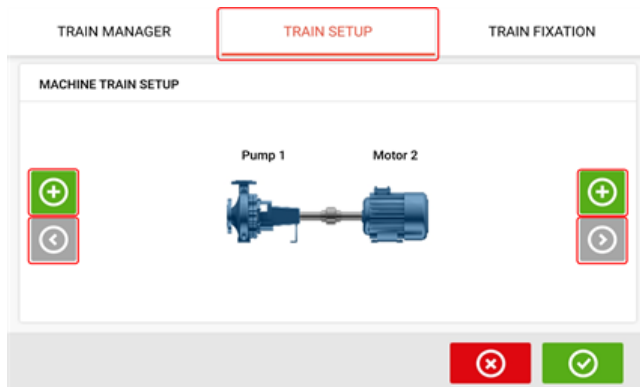 TRAIN MANAGER TRAIN SETUP TRAIN FIXATION
MACHINE TRAIN SETUP
Pump 1 Motor 2